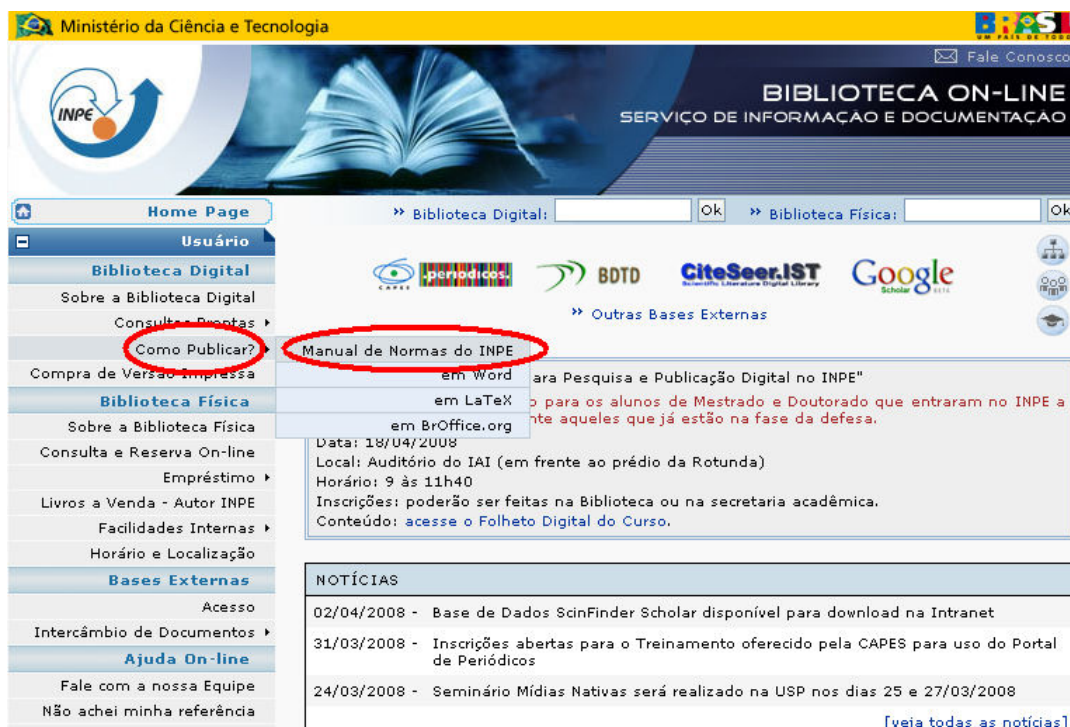 Ministério da Ciência e Tecnologia
BRASIL
UM PAÍS DE TODOS
Fale Conosco
INPE
BIBLIOTECA ON-LINE
SERVIÇO DE INFORMAÇÃO E DOCUMENTAÇÃO
Home Page
» Biblioteca Digital: Ok » Biblioteca Física: Ok
Usuário
Biblioteca Digital
CAPES .periodicos. BDTD CiteSeer.IST Google
Scientific Literature Digital Library Scholar BETA
Sobre a Biblioteca Digital
» Outras Bases Externas
Consultas Prontas
Como Publicar?
Manual de Normas do INPE
em Word
em LaTeX
em BrOffice.org
Compra de Versão Impressa
Biblioteca Física
Sobre a Biblioteca Física
Consulta e Reserva On-line
Empréstimo
Livros a Venda - Autor INPE
Facilidades Internas
Horário e Localização
Bases Externas
Acesso
Intercâmbio de Documentos
Ajuda On-line
Fale com a nossa Equipe
Não achei minha referência
ara Pesquisa e Publicação Digital no INPE"
o para os alunos de Mestrado e Doutorado que entraram no INPE a
nte aqueles que já estão na fase da defesa.
Data: 18/04/2008
Local: Auditório do IAI (em frente ao prédio da Rotunda)
Horário: 9 às 11h40
Inscrições: poderão ser feitas na Biblioteca ou na secretaria acadêmica.
Conteúdo: acesse o Folheto Digital do Curso.
NOTÍCIAS
02/04/2008 - Base de Dados ScinFinder Scholar disponível para download na Intranet
31/03/2008 - Inscrições abertas para o Treinamento oferecido pela CAPES para uso do Portal
de Periódicos
24/03/2008 - Seminário Mídias Nativas será realizado na USP nos dias 25 e 27/03/2008
[veja todas as notícias]